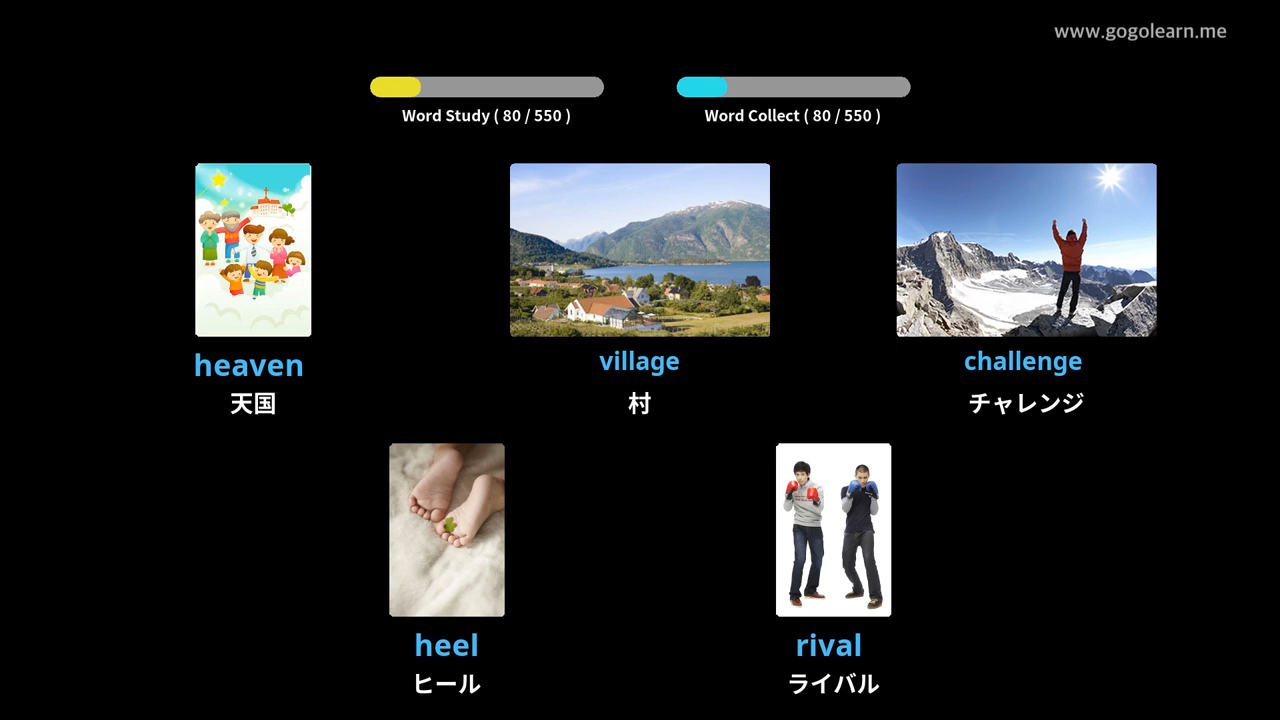 www.gogolearn.me
Word Study ( 80 / 550 )
Word Collect ( 80 / 550 )
heaven
天国
village
村
challenge
チャレンジ
heel
ヒール
rival
ライバル